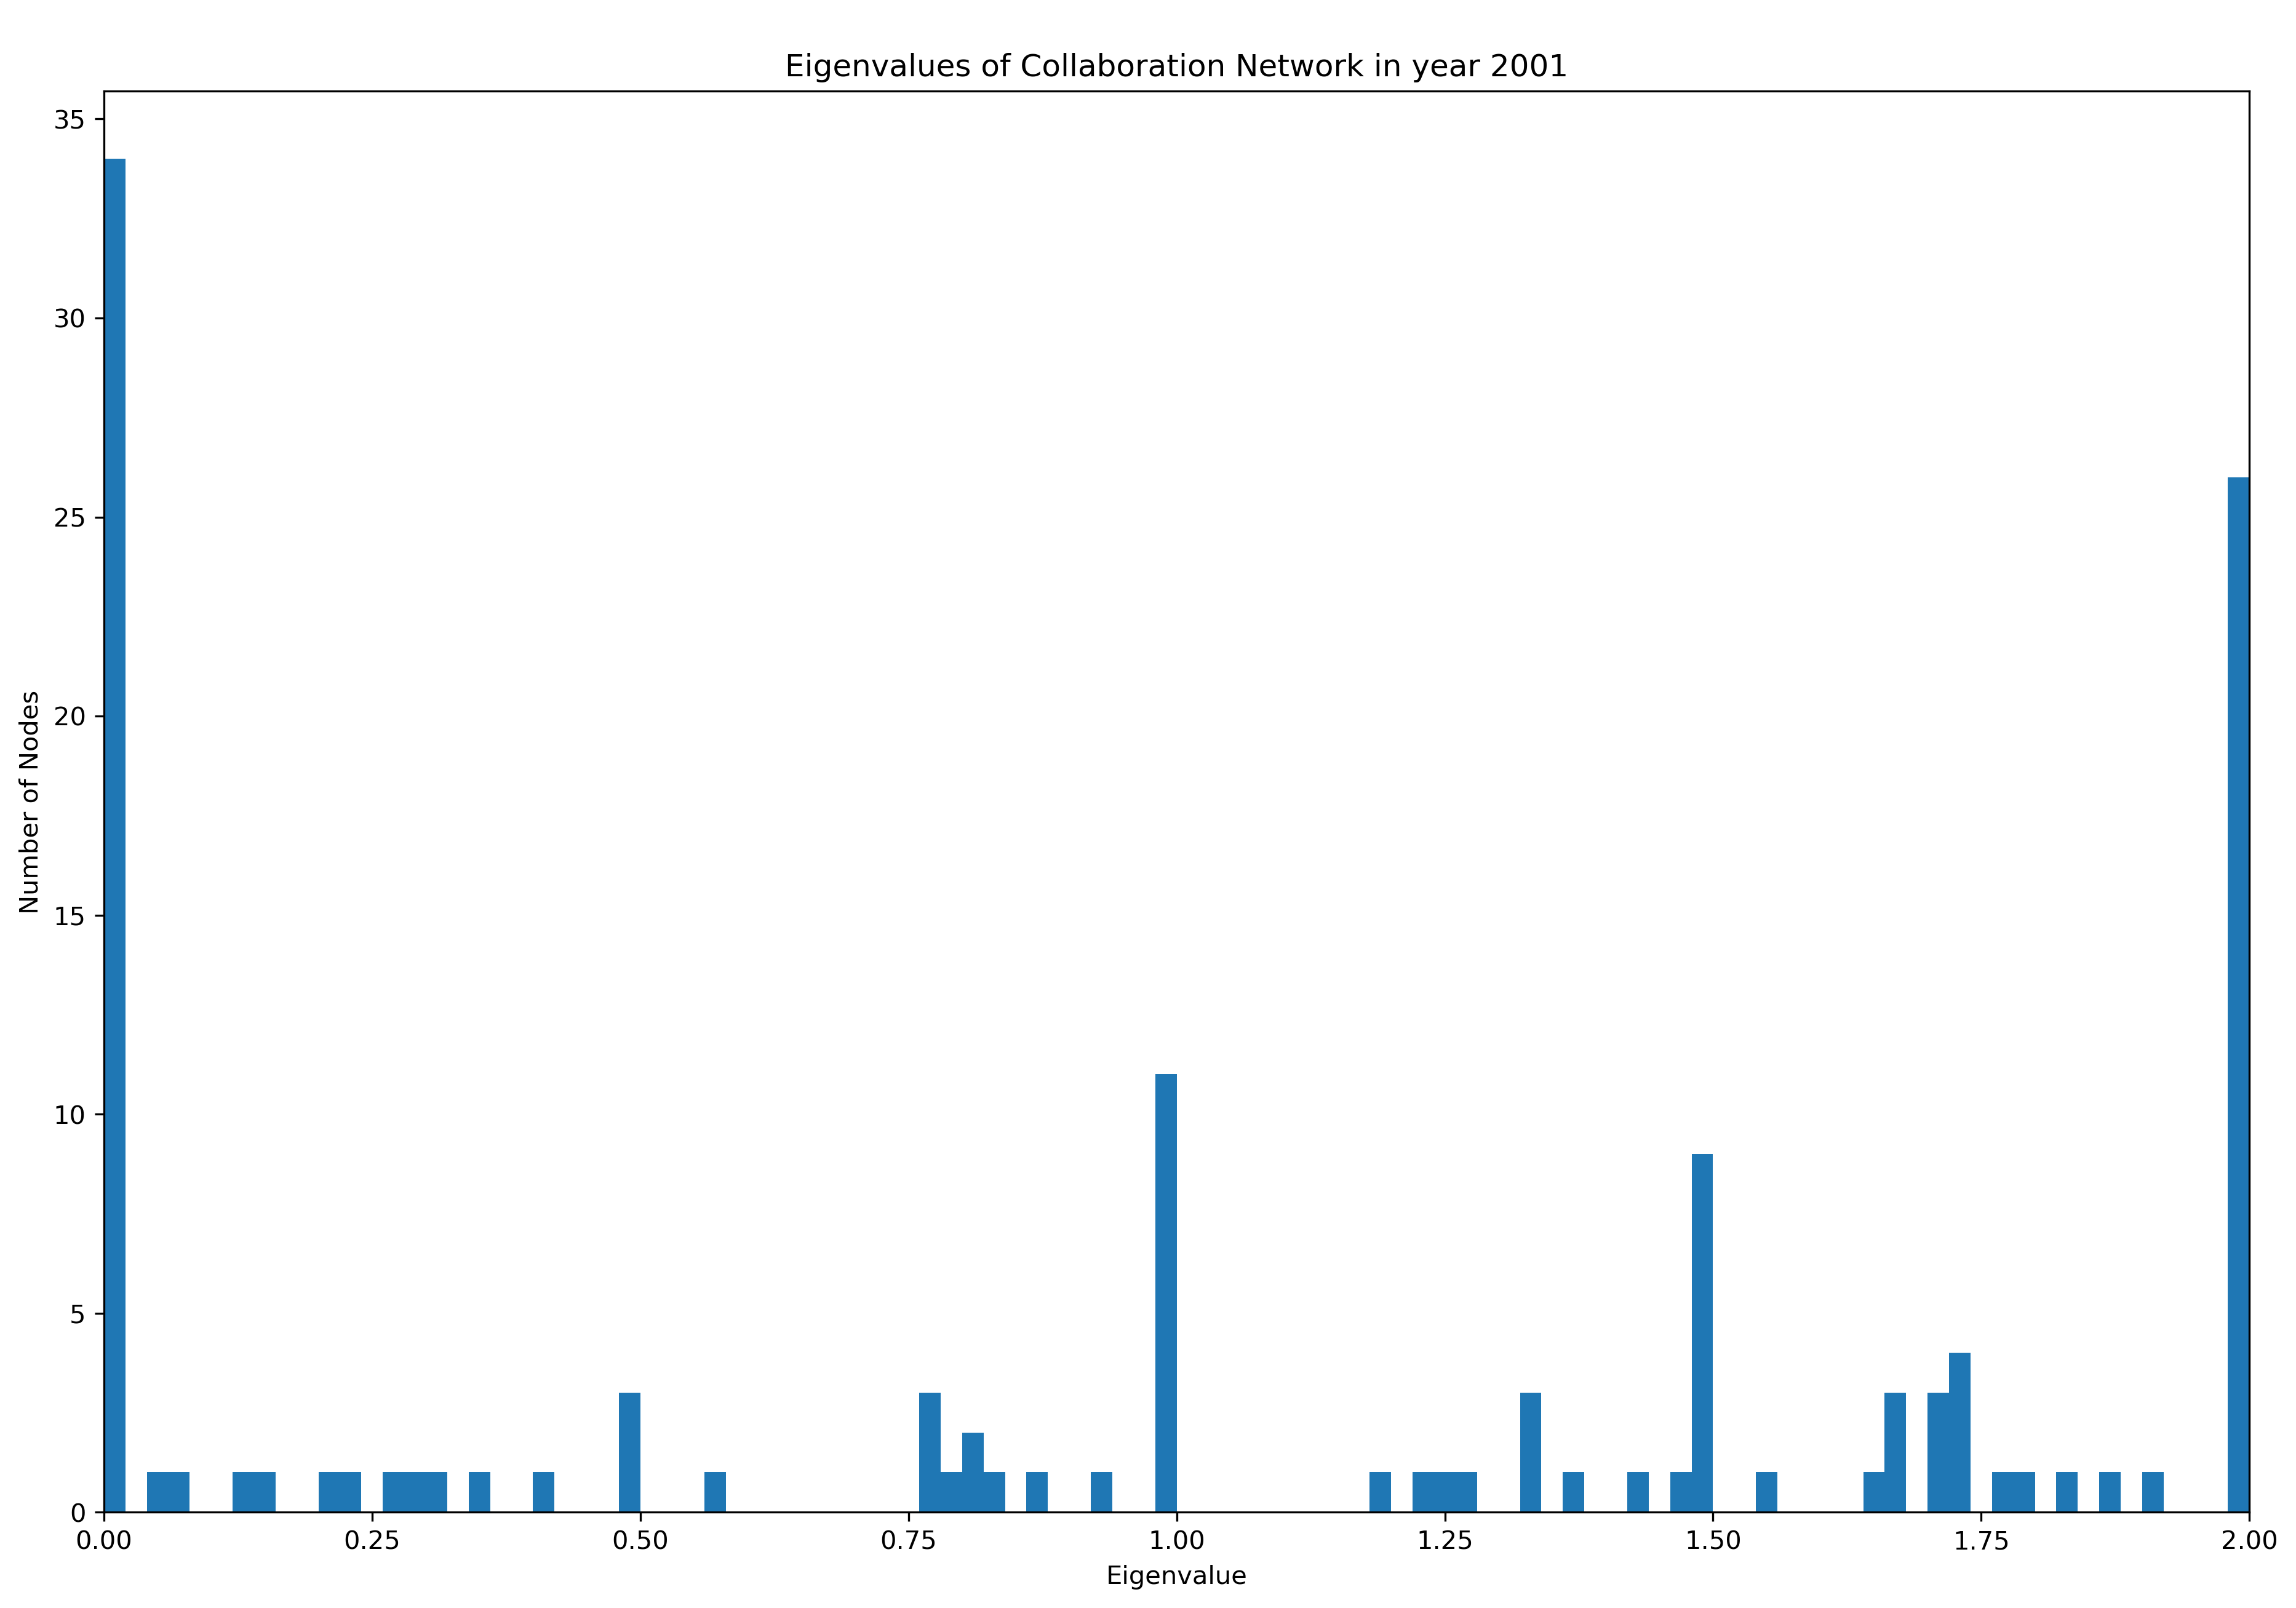 Eigenvalues of Collaboration Network in year 2001
35
30
25
20
15
10
5
0
Number of Nodes
0.00 0.25 0.50 0.75 1.00 1.25 1.50 1.75 2.00
Eigenvalue